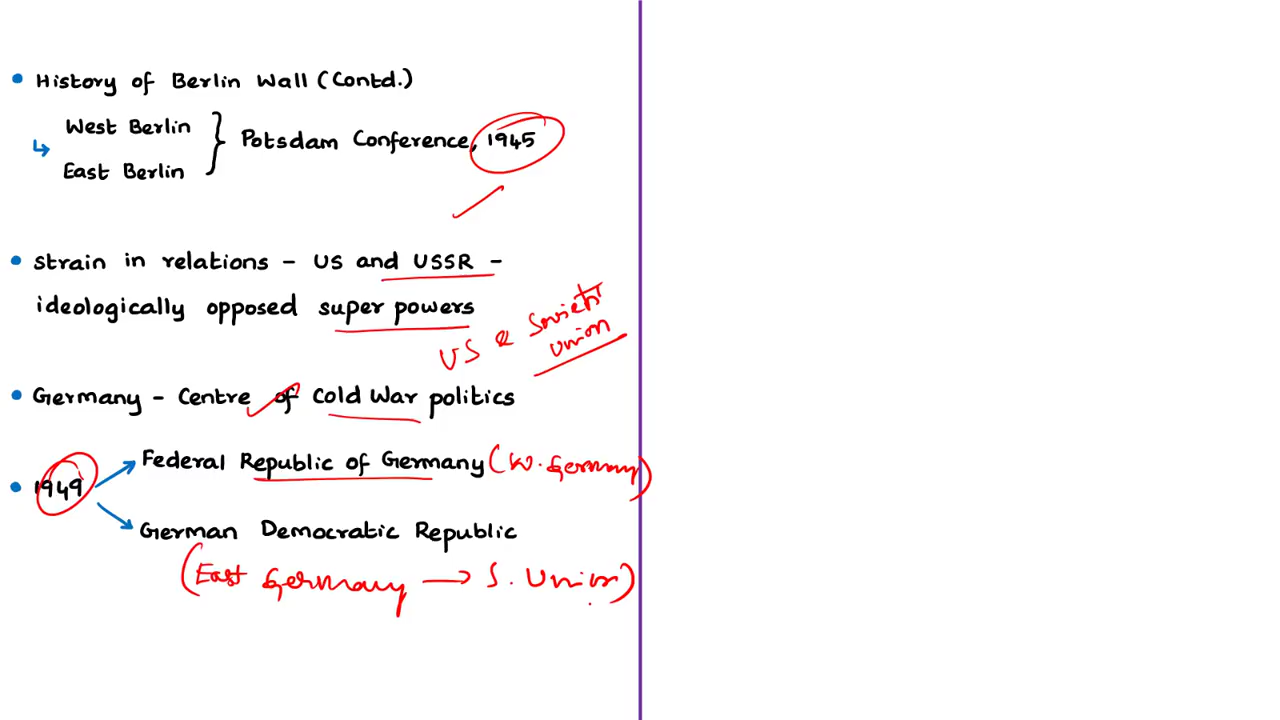 History of Berlin Wall (Contd.)
West Berlin
East Berlin
Potsdam Conference, 1945
strain in relations - US and USSR -
ideologically opposed super powers
US & Soviet
Union
Germany - Centre of Cold War politics
1949
Federal Republic of Germany (W. Germany)
German Democratic Republic
(East Germany → S. Union)